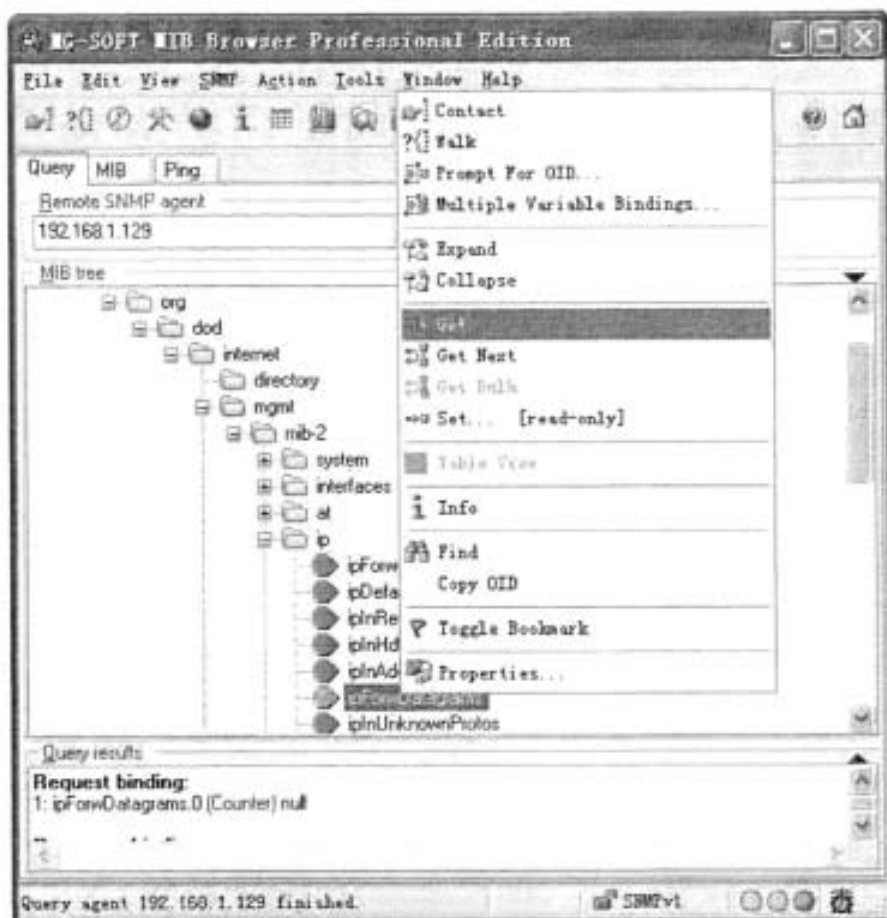 MG-SOFT MIB Browser Professional Edition
File Edit View SNMP Action Tools Window Help
Contact
Walk
Prompt For OID...
Multiple Variable Bindings...
Expand
Collapse
Get
Get Next
Get Bulk
Set... [read-only]
Table View
Info
Find
Copy OID
Toggle Bookmark
Properties...
Query MIB Ping
Remote SNMP agent
192.168.1.129
MIB tree
org
dod
internet
directory
mgmt
mib-2
system
interfaces
at
ip
ipForw
ipDefa
ipInRe
ipInHd
ipInAd
ipForwDatagrams
ipInUnknownProtos
Query results
Request binding:
1: ipForwDatagrams.0 (Counter) null
Query agent 192.168.1.129 finished.
SNMPv1